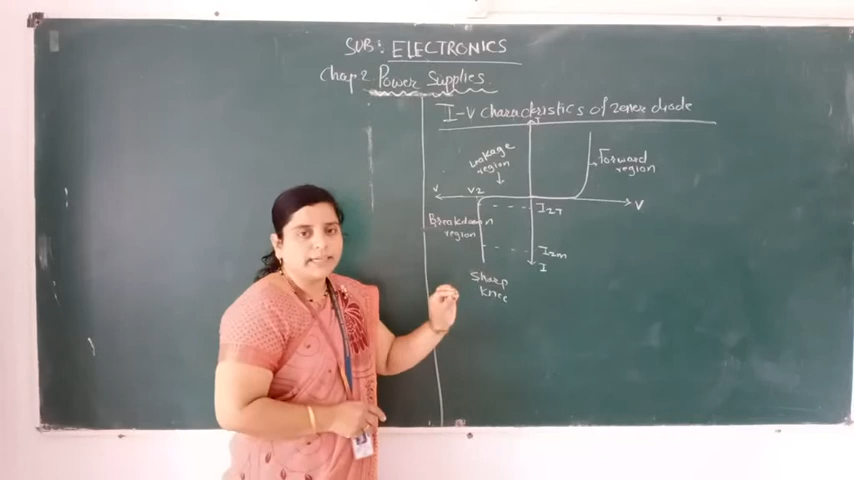 SUB: ELECTRONICS
Chap 2 Power Supplies
I-V characteristics of zener diode
I
Leakage
region
Forward
region
V
VZ
V
IZT
Breakdown
region
IZM
I
Sharp
Knee